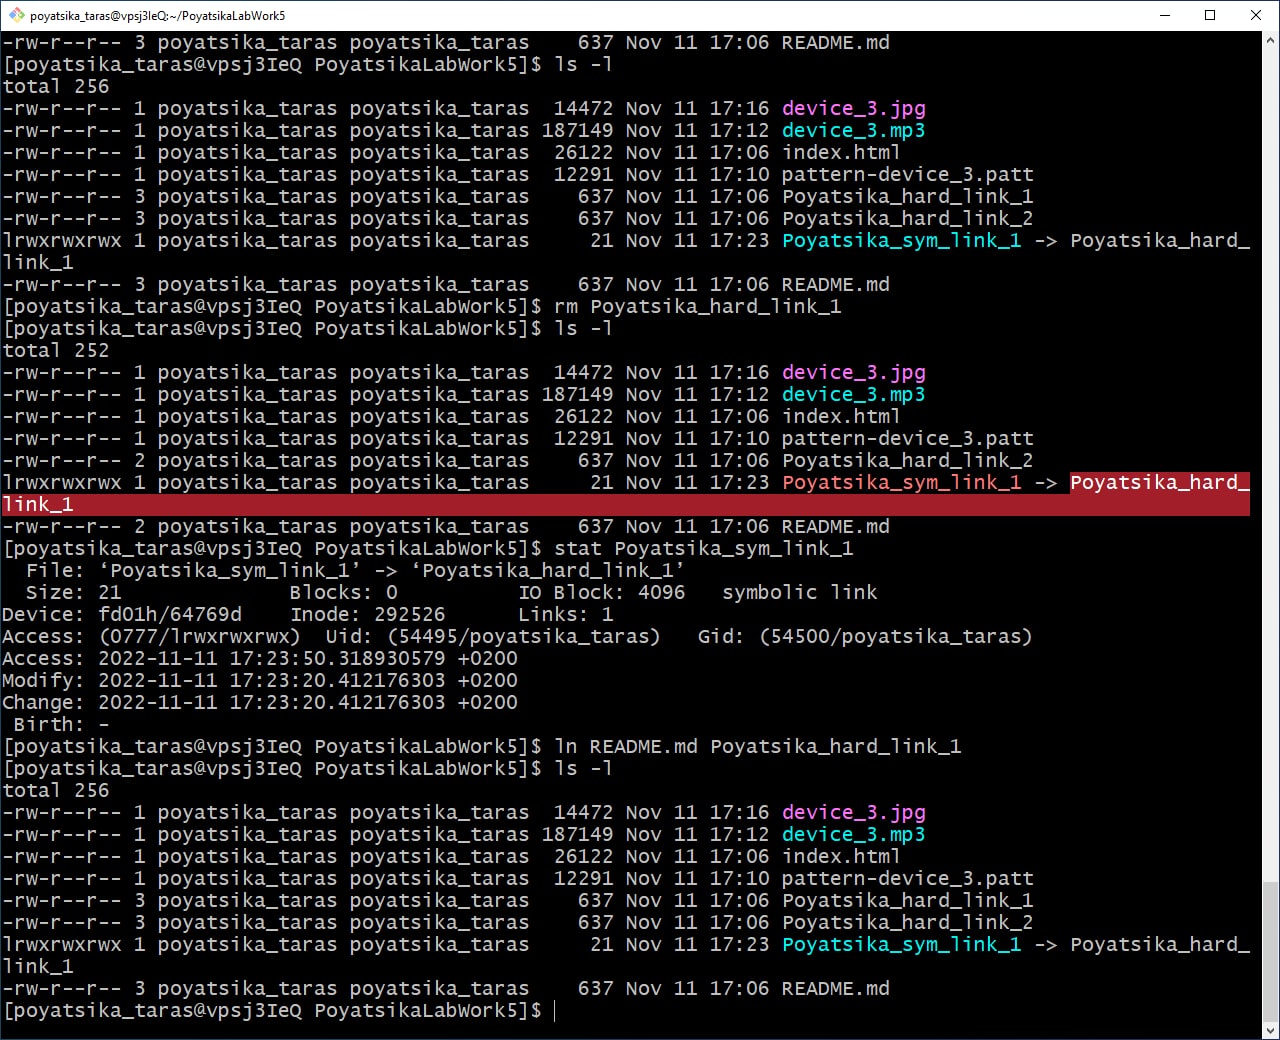 poyatsika_taras@vpsj3IeQ:~/PoyatsikaLabWork5
-rw-r--r-- 3 poyatsika_taras poyatsika_taras    637 Nov 11 17:06 README.md
[poyatsika_taras@vpsj3IeQ PoyatsikaLabWork5]$ ls -l
total 256
-rw-r--r-- 1 poyatsika_taras poyatsika_taras  14472 Nov 11 17:16 device_3.jpg
-rw-r--r-- 1 poyatsika_taras poyatsika_taras 187149 Nov 11 17:12 device_3.mp3
-rw-r--r-- 1 poyatsika_taras poyatsika_taras  26122 Nov 11 17:06 index.html
-rw-r--r-- 1 poyatsika_taras poyatsika_taras  12291 Nov 11 17:10 pattern-device_3.patt
-rw-r--r-- 3 poyatsika_taras poyatsika_taras    637 Nov 11 17:06 Poyatsika_hard_link_1
-rw-r--r-- 3 poyatsika_taras poyatsika_taras    637 Nov 11 17:06 Poyatsika_hard_link_2
lrwxrwxrwx 1 poyatsika_taras poyatsika_taras     21 Nov 11 17:23 Poyatsika_sym_link_1 -> Poyatsika_hard_
link_1
-rw-r--r-- 3 poyatsika_taras poyatsika_taras    637 Nov 11 17:06 README.md
[poyatsika_taras@vpsj3IeQ PoyatsikaLabWork5]$ rm Poyatsika_hard_link_1
[poyatsika_taras@vpsj3IeQ PoyatsikaLabWork5]$ ls -l
total 252
-rw-r--r-- 1 poyatsika_taras poyatsika_taras  14472 Nov 11 17:16 device_3.jpg
-rw-r--r-- 1 poyatsika_taras poyatsika_taras 187149 Nov 11 17:12 device_3.mp3
-rw-r--r-- 1 poyatsika_taras poyatsika_taras  26122 Nov 11 17:06 index.html
-rw-r--r-- 1 poyatsika_taras poyatsika_taras  12291 Nov 11 17:10 pattern-device_3.patt
-rw-r--r-- 2 poyatsika_taras poyatsika_taras    637 Nov 11 17:06 Poyatsika_hard_link_2
lrwxrwxrwx 1 poyatsika_taras poyatsika_taras     21 Nov 11 17:23 Poyatsika_sym_link_1 -> Poyatsika_hard_
link_1
-rw-r--r-- 2 poyatsika_taras poyatsika_taras    637 Nov 11 17:06 README.md
[poyatsika_taras@vpsj3IeQ PoyatsikaLabWork5]$ stat Poyatsika_sym_link_1
  File: ‘Poyatsika_sym_link_1’ -> ‘Poyatsika_hard_link_1’
  Size: 21              Blocks: 0          IO Block: 4096   symbolic link
Device: fd01h/64769d    Inode: 292526      Links: 1
Access: (0777/lrwxrwxrwx)  Uid: (54495/poyatsika_taras)   Gid: (54500/poyatsika_taras)
Access: 2022-11-11 17:23:50.318930579 +0200
Modify: 2022-11-11 17:23:20.412176303 +0200
Change: 2022-11-11 17:23:20.412176303 +0200
 Birth: -
[poyatsika_taras@vpsj3IeQ PoyatsikaLabWork5]$ ln README.md Poyatsika_hard_link_1
[poyatsika_taras@vpsj3IeQ PoyatsikaLabWork5]$ ls -l
total 256
-rw-r--r-- 1 poyatsika_taras poyatsika_taras  14472 Nov 11 17:16 device_3.jpg
-rw-r--r-- 1 poyatsika_taras poyatsika_taras 187149 Nov 11 17:12 device_3.mp3
-rw-r--r-- 1 poyatsika_taras poyatsika_taras  26122 Nov 11 17:06 index.html
-rw-r--r-- 1 poyatsika_taras poyatsika_taras  12291 Nov 11 17:10 pattern-device_3.patt
-rw-r--r-- 3 poyatsika_taras poyatsika_taras    637 Nov 11 17:06 Poyatsika_hard_link_1
-rw-r--r-- 3 poyatsika_taras poyatsika_taras    637 Nov 11 17:06 Poyatsika_hard_link_2
lrwxrwxrwx 1 poyatsika_taras poyatsika_taras     21 Nov 11 17:23 Poyatsika_sym_link_1 -> Poyatsika_hard_
link_1
-rw-r--r-- 3 poyatsika_taras poyatsika_taras    637 Nov 11 17:06 README.md
[poyatsika_taras@vpsj3IeQ PoyatsikaLabWork5]$